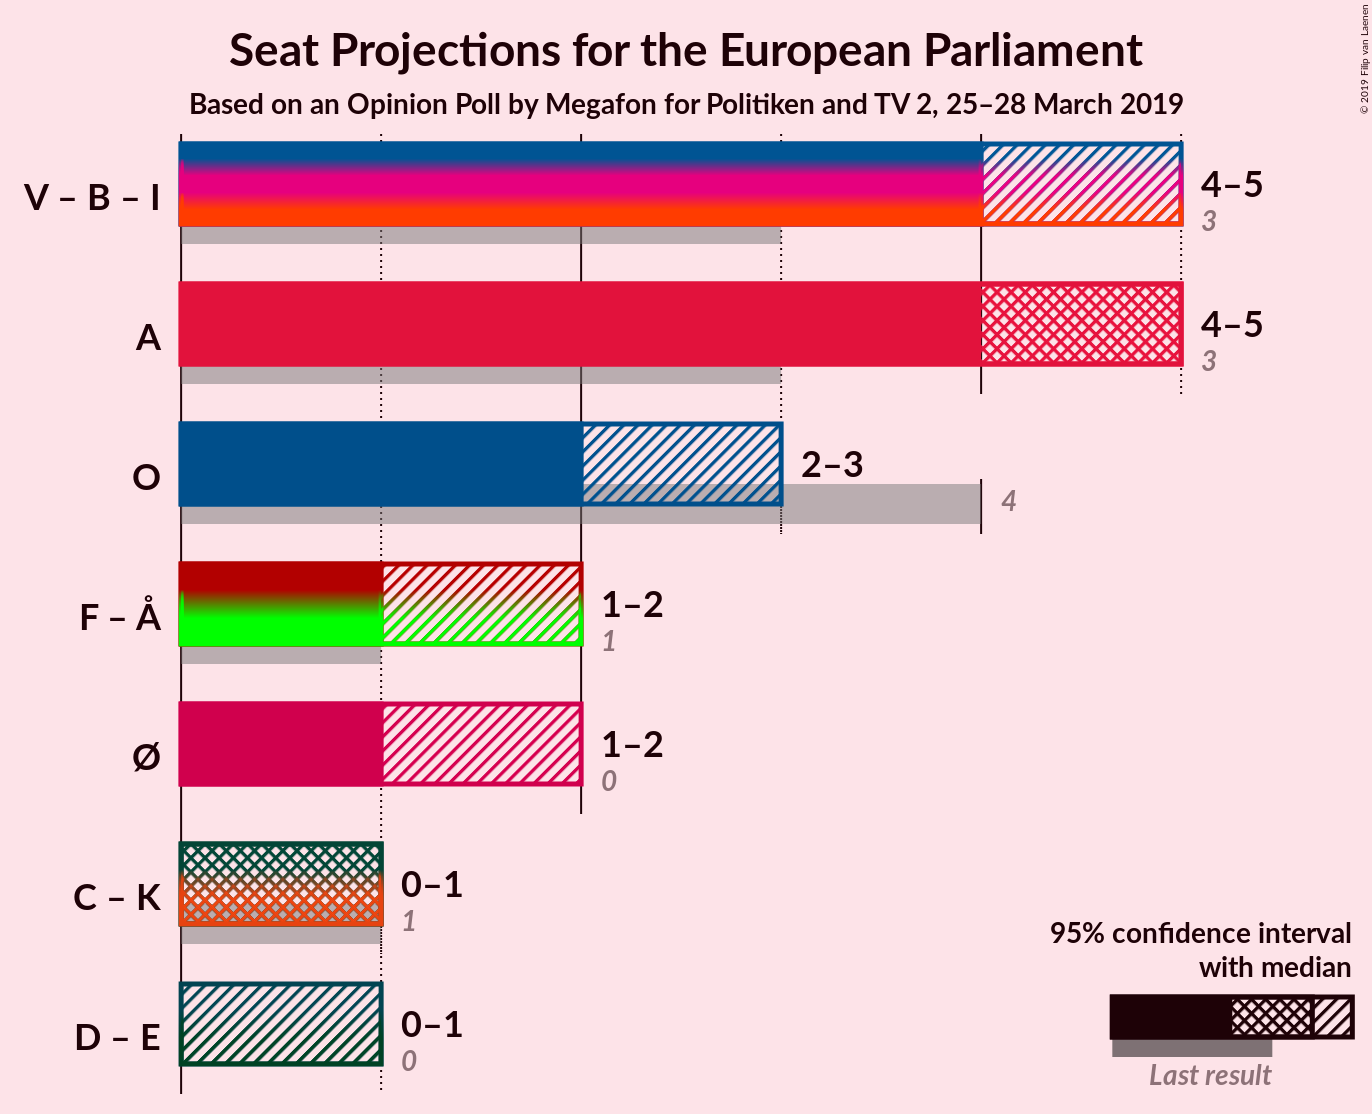 Seat Projections for the European Parliament
Based on an Opinion Poll by Megafon for Politiken and TV 2, 25–28 March 2019
© 2019 Filip van Laenen
V – B – I
4–5
3
A
4–5
3
O
2–3
4
F – Å
1–2
1
Ø
1–2
0
C – K
0–1
1
D – E
0–1
0
95% confidence interval
with median
Last result